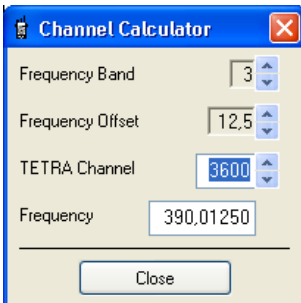 Channel Calculator
Frequency Band 3
Frequency Offset 12,5
TETRA Channel 3600
Frequency 390,01250
Close